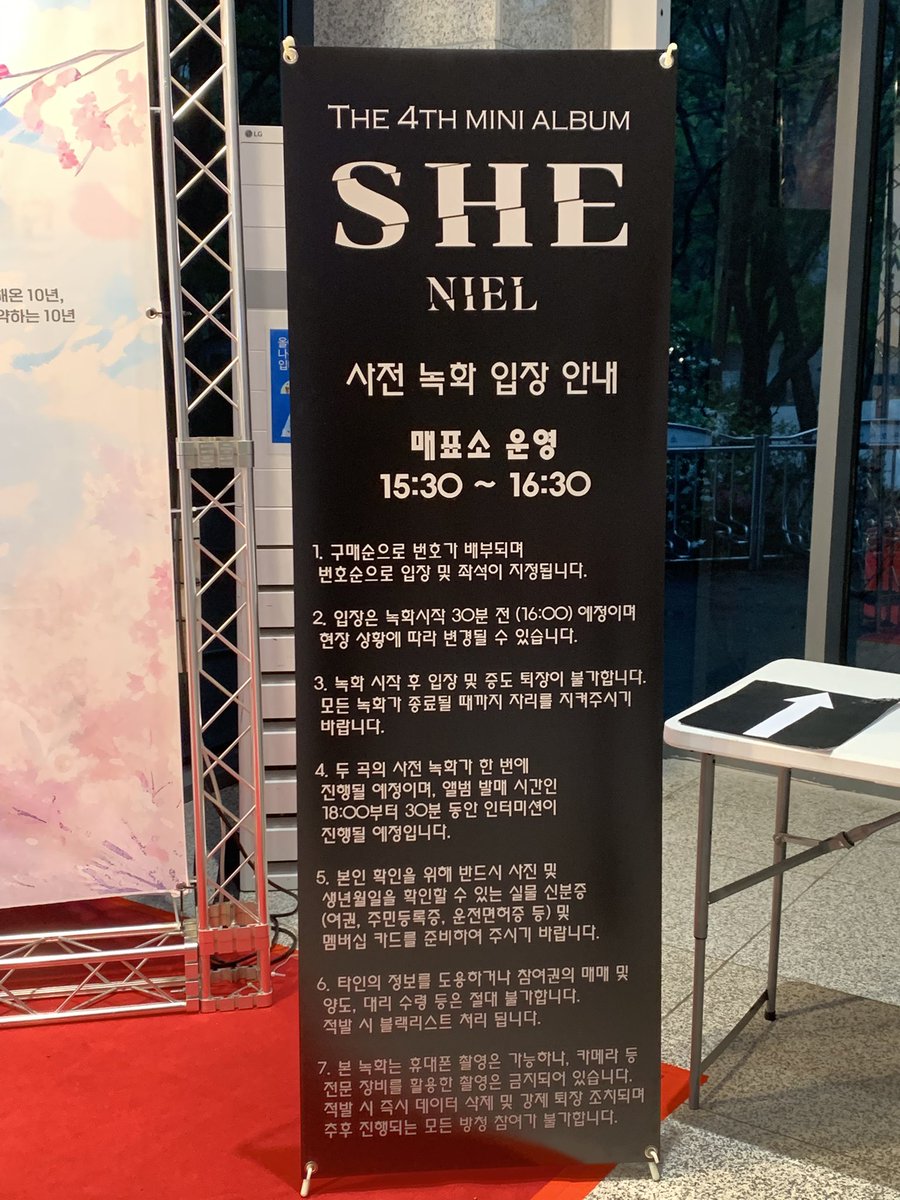 THE 4TH MINI ALBUM
SHE
NIEL
사전 녹화 입장 안내
매표소 운영
15:30 ~ 16:30
1. 구매순으로 번호가 배부되며
번호순으로 입장 및 좌석이 지정됩니다.
2. 입장은 녹화시작 30분 전 (16:00) 예정이며
현장 상황에 따라 변경될 수 있습니다.
3. 녹화 시작 후 입장 및 중도 퇴장이 불가합니다.
모든 녹화가 종료될 때까지 자리를 지켜주시기
바랍니다.
4. 두 곡의 사전 녹화가 한 번에
진행될 예정이며, 앨범 발매 시간인
18:00부터 30분 동안 인터미션이
진행될 예정입니다.
5. 본인 확인을 위해 반드시 사진 및
생년월일을 확인할 수 있는 실물 신분증
(여권, 주민등록증, 운전면허증 등) 및
멤버십 카드를 준비하여 주시기 바랍니다.
6. 타인의 정보를 도용하거나 참여권의 매매 및
양도, 대리 수령 등은 절대 불가합니다.
적발 시 블랙리스트 처리 됩니다.
7. 본 녹화는 휴대폰 촬영은 가능하나, 카메라 등
전문 장비를 활용한 촬영은 금지되어 있습니다.
적발 시 즉시 데이터 삭제 및 강제 퇴장 조치되며
추후 진행되는 모든 방청 참여가 불가합니다.
해온 10년,
약하는 10년
LG
올
나
입